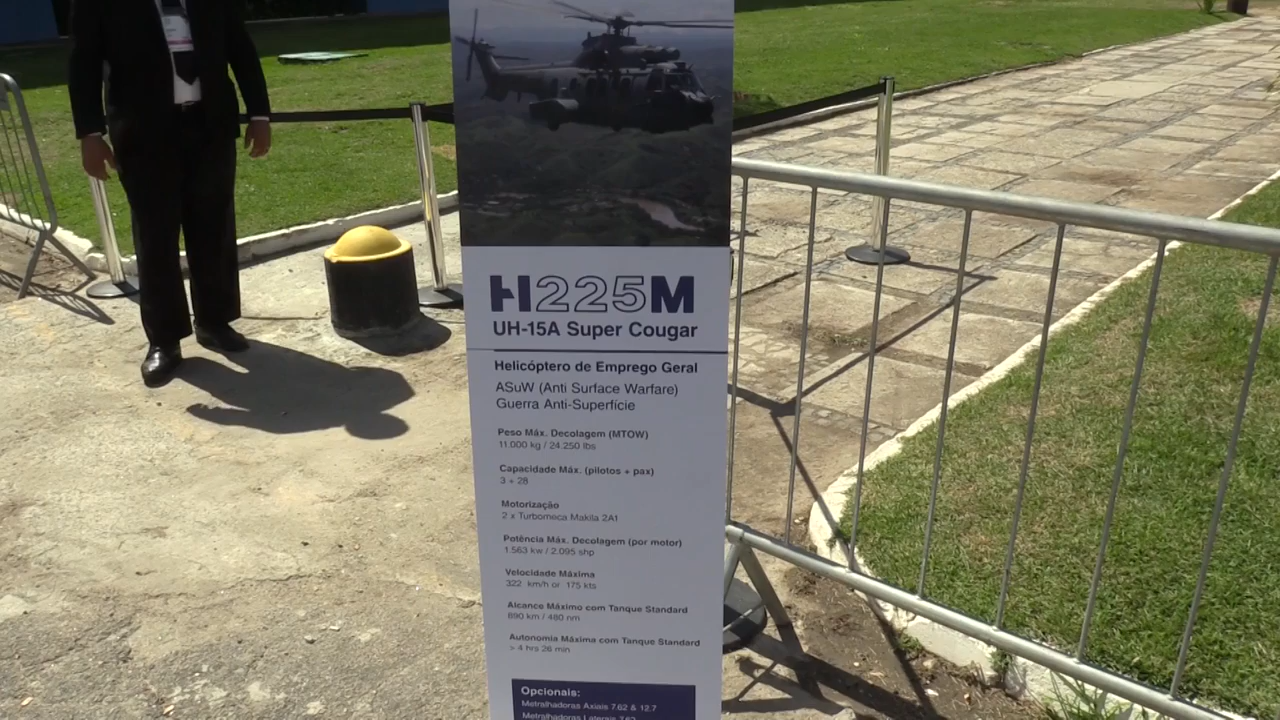 H225M
UH-15A Super Cougar
Helicóptero de Emprego Geral
ASuW (Anti Surface Warfare)
Guerra Anti-Superfície
Peso Máx. Decolagem (MTOW)
11.000 kg / 24.250 lbs
Capacidade Máx. (pilotos + pax)
3 + 28
Motorização
2 x Turbomeca Makila 2A1
Potência Máx. Decolagem (por motor)
1.563 kw / 2.095 shp
Velocidade Máxima
322 km/h or 175 kts
Alcance Máximo com Tanque Standard
890 km / 480 nm
Autonomia Máxima com Tanque Standard
> 4 hrs 26 min
Opcionais:
Metralhadoras Axiais 7.62 & 12.7
Metralhadoras Laterais 7.62